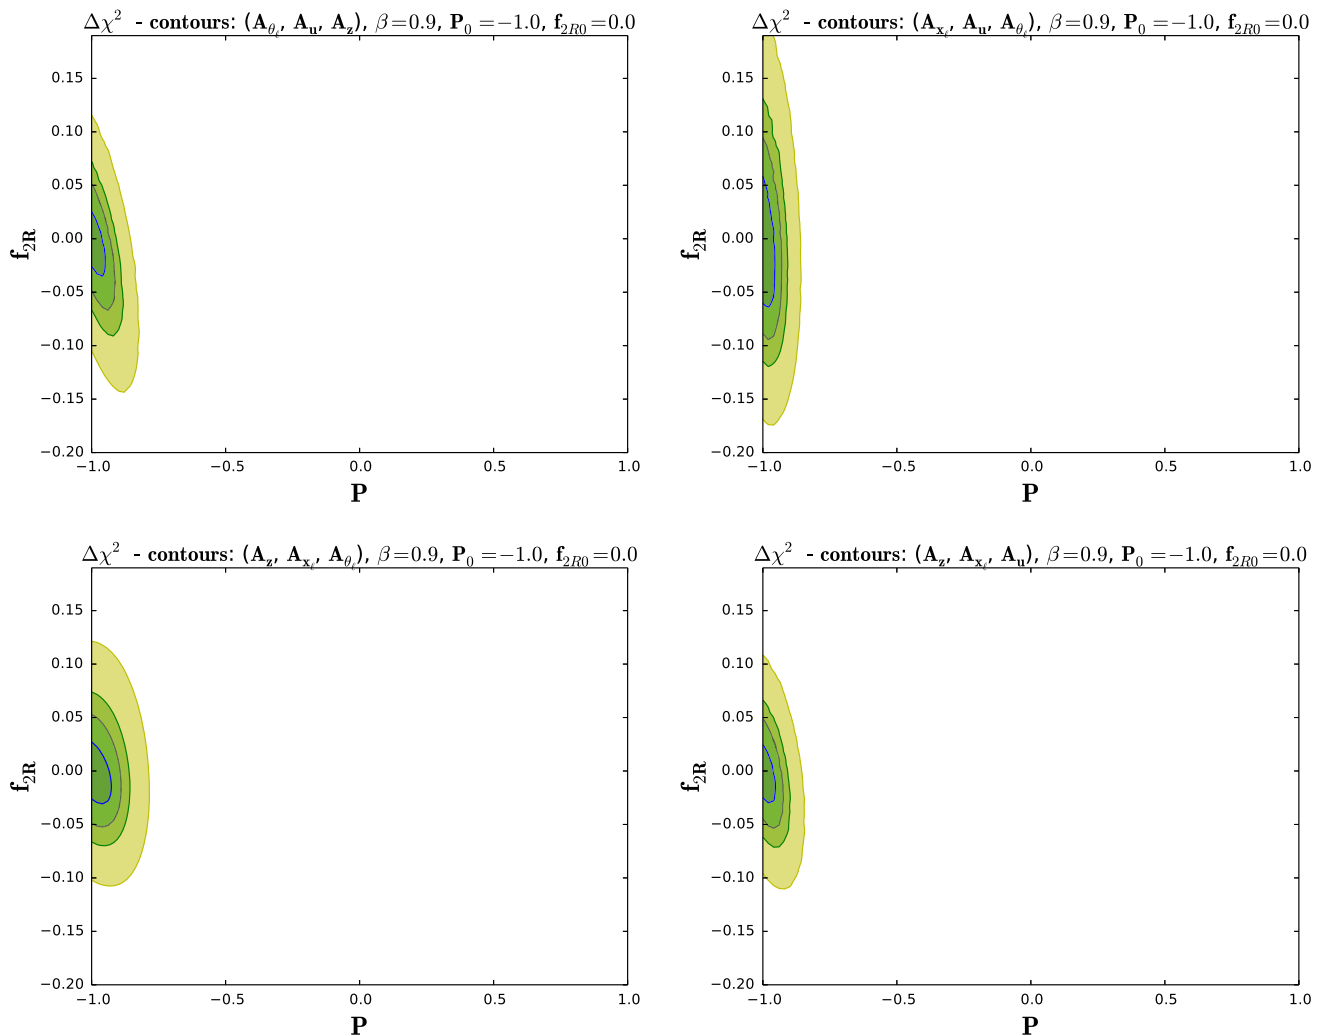 Δχ² - contours: (A_θℓ, A_u, A_z), β=0.9, P_0 =−1.0, f_2R0=0.0
0.15
0.10
0.05
0.00
−0.05
−0.10
−0.15
−0.20
f_2R
−1.0 −0.5 0.0 0.5 1.0
P
Δχ² - contours: (A_xℓ, A_u, A_θℓ), β=0.9, P_0 =−1.0, f_2R0=0.0
0.15
0.10
0.05
0.00
−0.05
−0.10
−0.15
−0.20
f_2R
−1.0 −0.5 0.0 0.5 1.0
P
Δχ² - contours: (A_z, A_xℓ, A_θℓ), β=0.9, P_0 =−1.0, f_2R0=0.0
0.15
0.10
0.05
0.00
−0.05
−0.10
−0.15
−0.20
f_2R
−1.0 −0.5 0.0 0.5 1.0
P
Δχ² - contours: (A_z, A_xℓ, A_u), β=0.9, P_0 =−1.0, f_2R0=0.0
0.15
0.10
0.05
0.00
−0.05
−0.10
−0.15
−0.20
f_2R
−1.0 −0.5 0.0 0.5 1.0
P